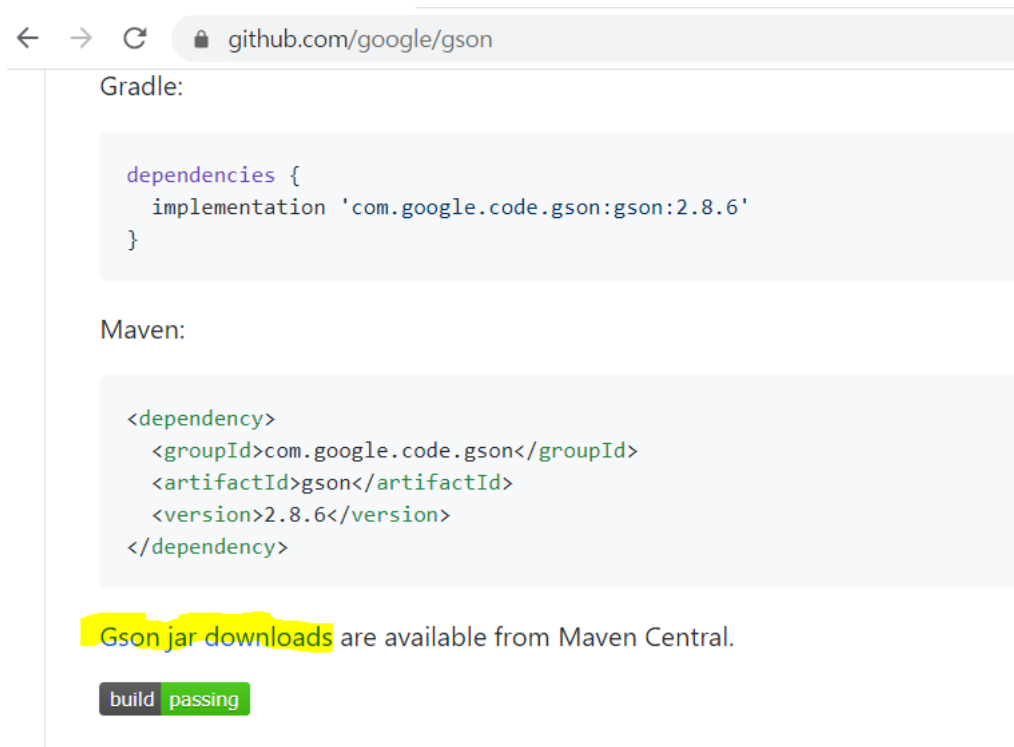 github.com/google/gson
Gradle:
dependencies {
  implementation 'com.google.code.gson:gson:2.8.6'
}
Maven:
<dependency>
  <groupId>com.google.code.gson</groupId>
  <artifactId>gson</artifactId>
  <version>2.8.6</version>
</dependency>
Gson jar downloads are available from Maven Central.
build passing